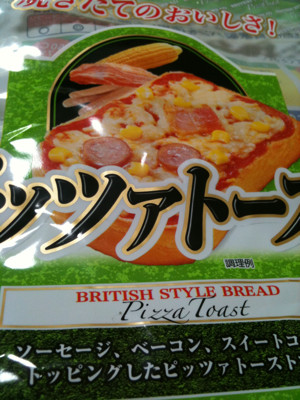 焼きたてのおいしさ!
ピッツァトース
調理例
BRITISH STYLE BREAD
Pizza Toast
ソーセージ、ベーコン、スイートコ
トッピングしたピッツァトースト